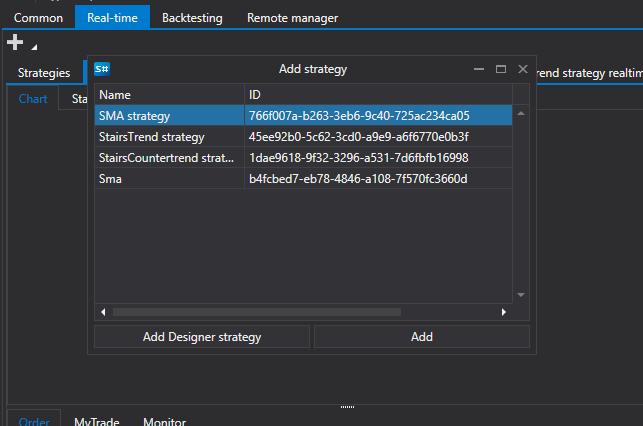 Common Real-time Backtesting Remote manager
S# Add strategy
Strategies rend strategy realtim
Chart Sta
Name ID
SMA strategy 766f007a-b263-3eb6-9c40-725ac234ca05
StairsTrend strategy 45ee92b0-5c62-3cd0-a9e9-a6f6770e0b3f
StairsCountertrend strat... 1dae9618-9f32-3296-a531-7d6fbfb16998
Sma b4fcbed7-eb78-4846-a108-7f570fc3660d
Add Designer strategy Add
Order MyTrade Monitor